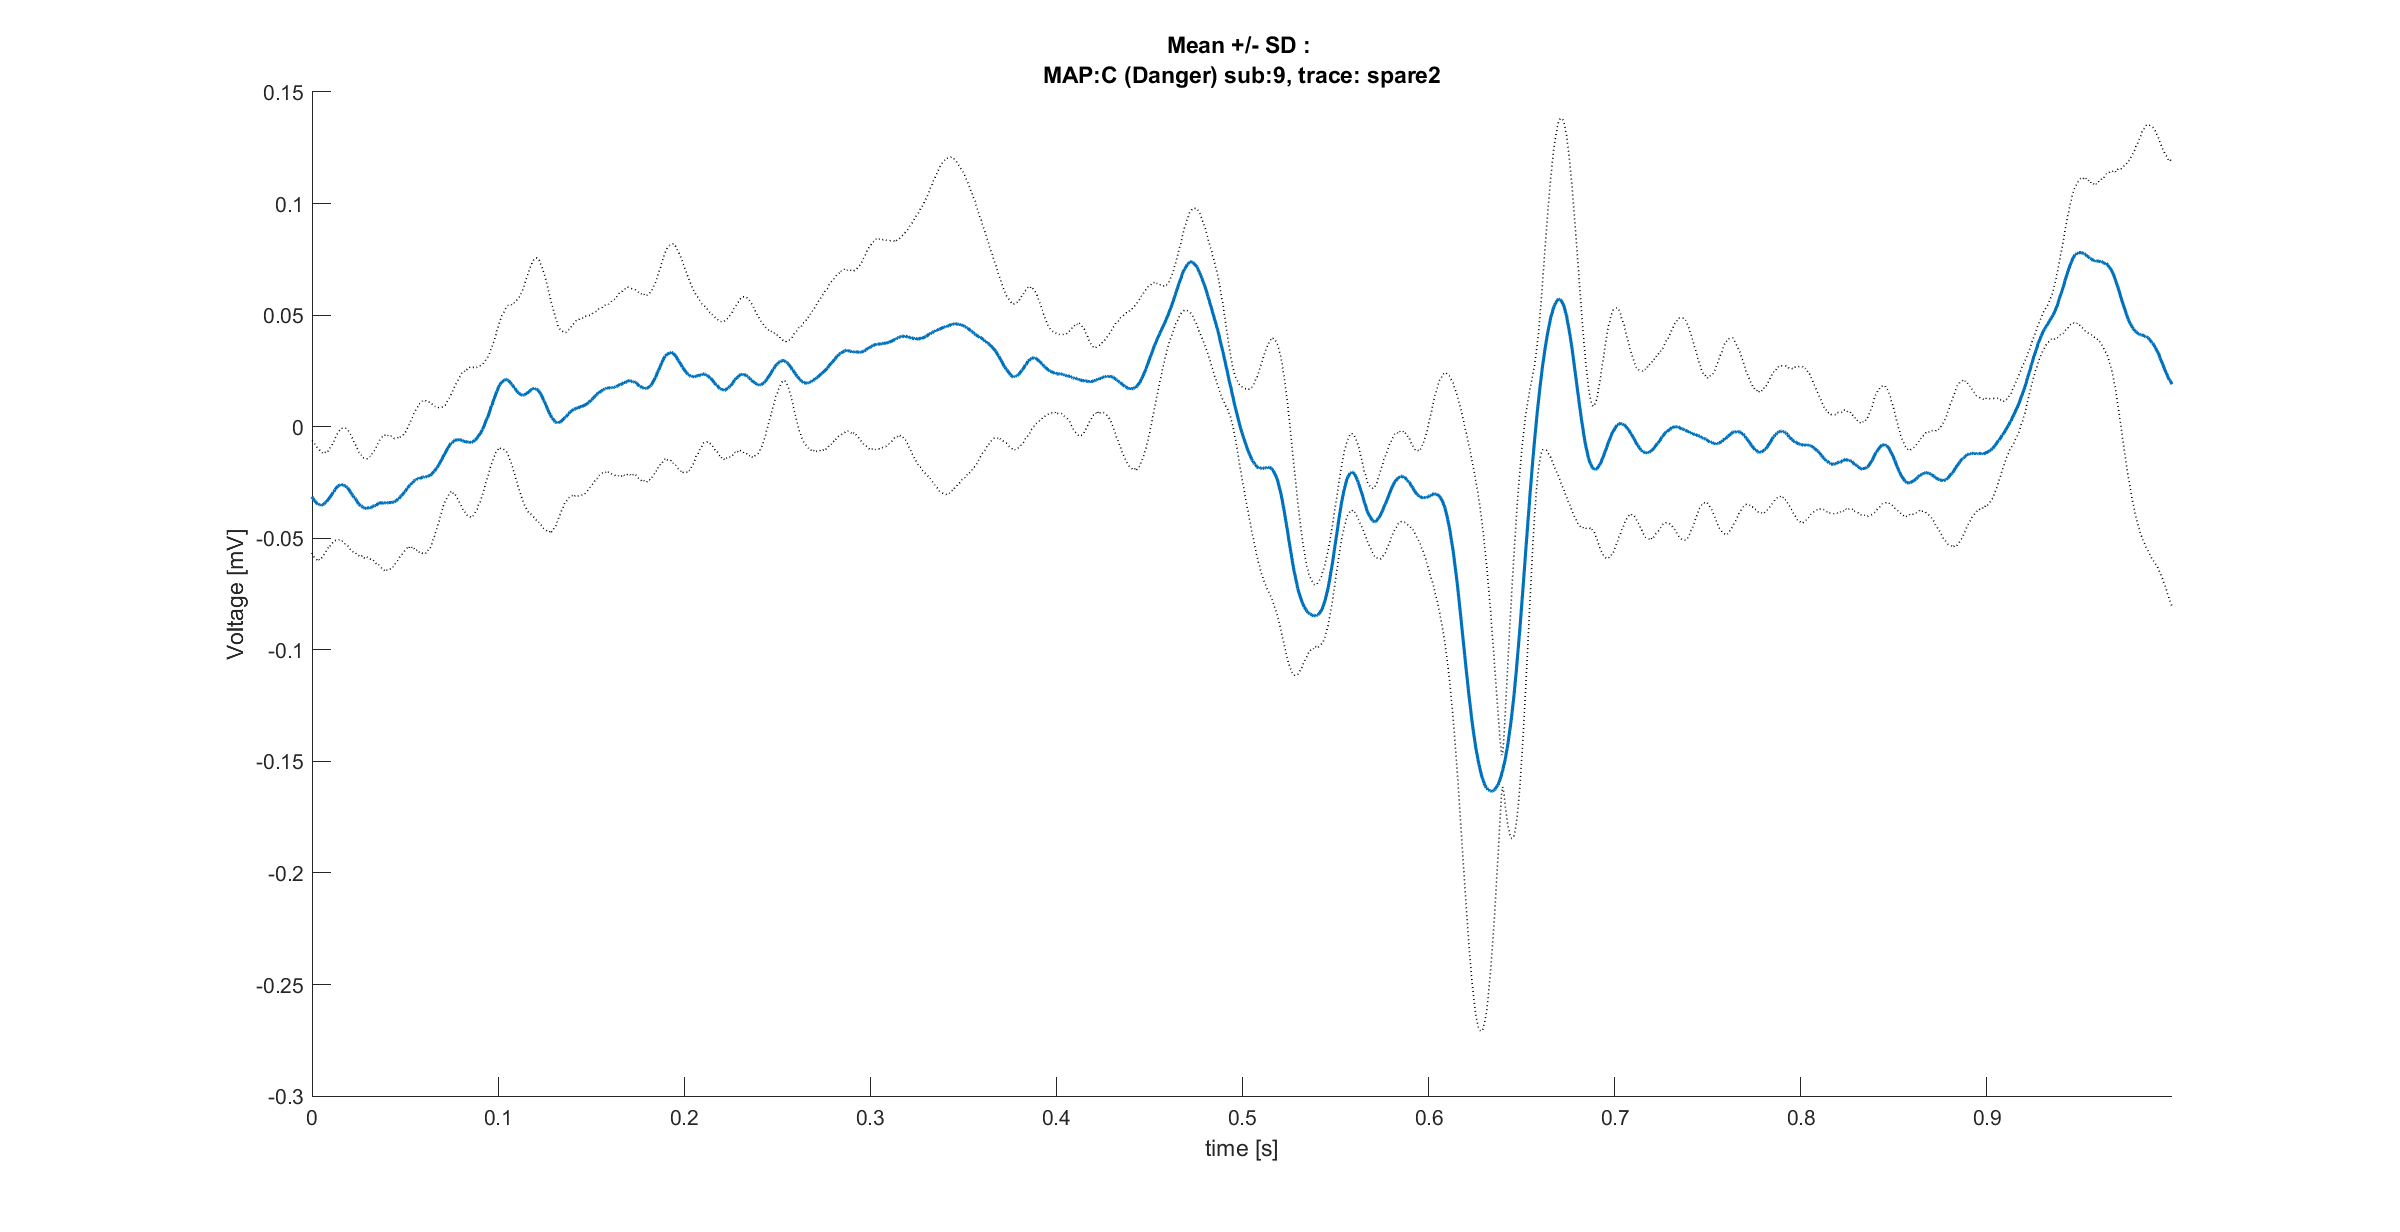 Mean +/- SD :
MAP:C (Danger) sub:9, trace: spare2
0.15
0.1
0.05
0
-0.05
-0.1
-0.15
-0.2
-0.25
-0.3
Voltage [mV]
0 0.1 0.2 0.3 0.4 0.5 0.6 0.7 0.8 0.9
time [s]